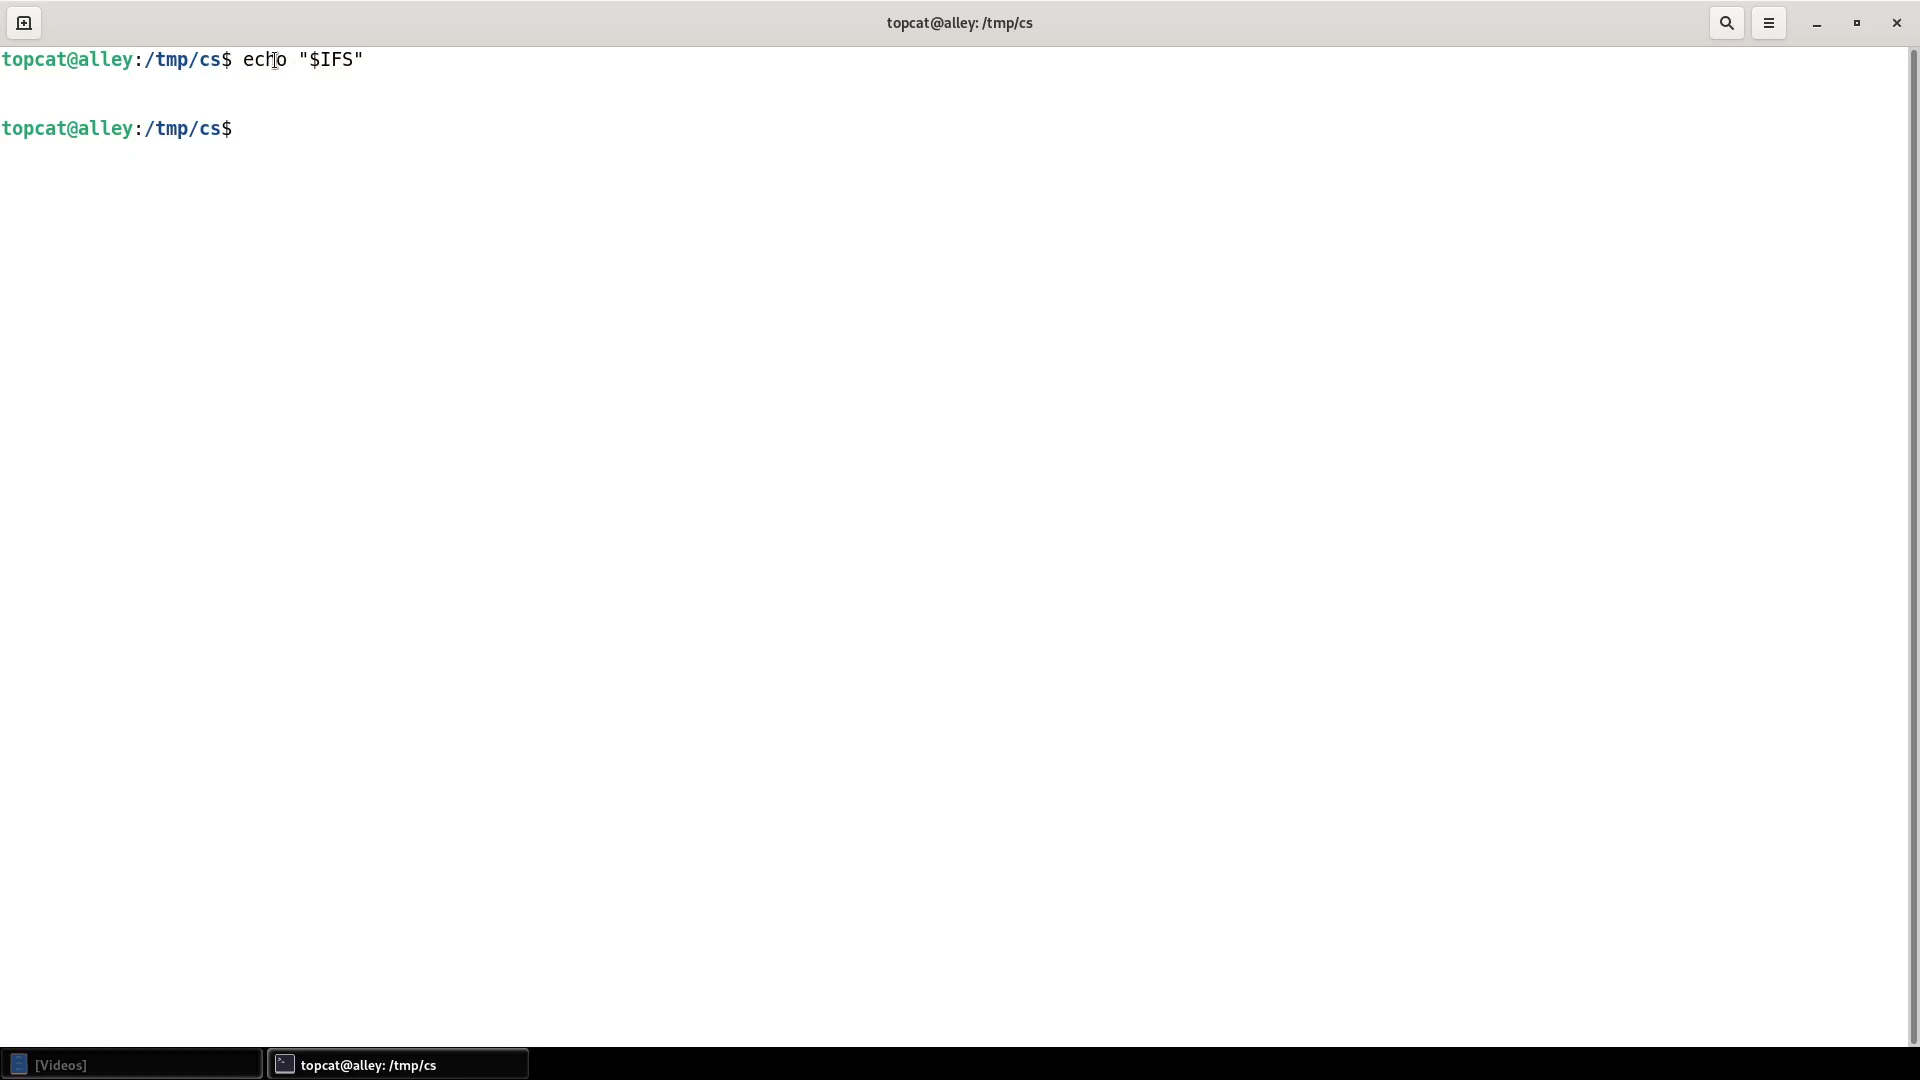 topcat@alley: /tmp/cs
topcat@alley:/tmp/cs$ echo "$IFS"
topcat@alley:/tmp/cs$
[Videos]
topcat@alley: /tmp/cs